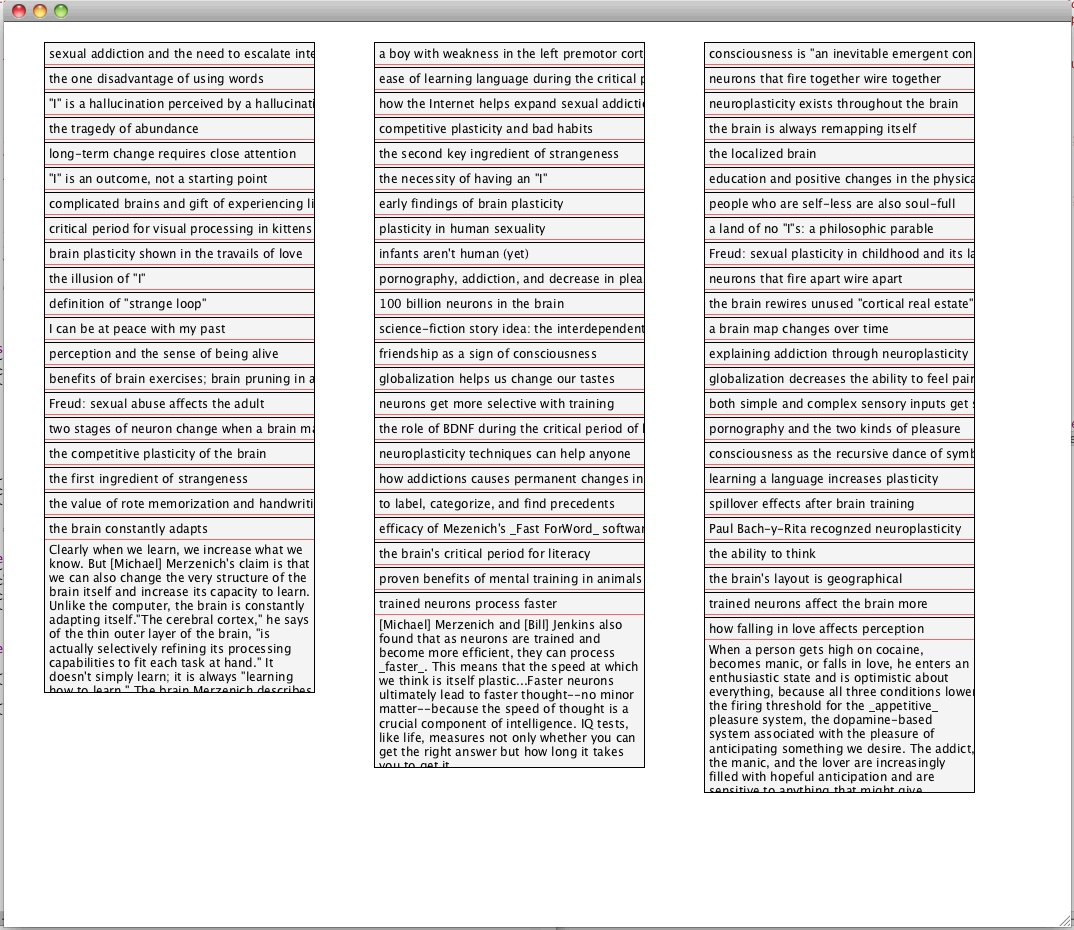 sexual addiction and the need to escalate inte
the one disadvantage of using words
"I" is a hallucination perceived by a hallucinati
the tragedy of abundance
long-term change requires close attention
"I" is an outcome, not a starting point
complicated brains and gift of experiencing li
critical period for visual processing in kittens
brain plasticity shown in the travails of love
the illusion of "I"
definition of "strange loop"
I can be at peace with my past
perception and the sense of being alive
benefits of brain exercises; brain pruning in a
Freud: sexual abuse affects the adult
two stages of neuron change when a brain ma
the competitive plasticity of the brain
the first ingredient of strangeness
the value of rote memorization and handwriti
the brain constantly adapts
Clearly when we learn, we increase what we
know. But [Michael] Merzenich's claim is that
we can also change the very structure of the
brain itself and increase its capacity to learn.
Unlike the computer, the brain is constantly
adapting itself."The cerebral cortex," he says
of the thin outer layer of the brain, "is
actually selectively refining its processing
capabilities to fit each task at hand." It
doesn't simply learn; it is always "learning
how to learn." The brain Merzenich describes
a boy with weakness in the left premotor cort
ease of learning language during the critical p
how the Internet helps expand sexual addicti
competitive plasticity and bad habits
the second key ingredient of strangeness
the necessity of having an "I"
early findings of brain plasticity
plasticity in human sexuality
infants aren't human (yet)
pornography, addiction, and decrease in plea
100 billion neurons in the brain
science-fiction story idea: the interdependent
friendship as a sign of consciousness
globalization helps us change our tastes
neurons get more selective with training
the role of BDNF during the critical period of l
neuroplasticity techniques can help anyone
how addictions causes permanent changes in
to label, categorize, and find precedents
efficacy of Mezenich's _Fast ForWord_ softwar
the brain's critical period for literacy
proven benefits of mental training in animals
trained neurons process faster
[Michael] Merzenich and [Bill] Jenkins also
found that as neurons are trained and
become more efficient, they can process
_faster_. This means that the speed at which
we think is itself plastic...Faster neurons
ultimately lead to faster thought--no minor
matter--because the speed of thought is a
crucial component of intelligence. IQ tests,
like life, measures not only whether you can
get the right answer but how long it takes
you to get it.
consciousness is "an inevitable emergent con
neurons that fire together wire together
neuroplasticity exists throughout the brain
the brain is always remapping itself
the localized brain
education and positive changes in the physica
people who are self-less are also soul-full
a land of no "I"s: a philosophic parable
Freud: sexual plasticity in childhood and its la
neurons that fire apart wire apart
the brain rewires unused "cortical real estate"
a brain map changes over time
explaining addiction through neuroplasticity
globalization decreases the ability to feel pair
both simple and complex sensory inputs get s
pornography and the two kinds of pleasure
consciousness as the recursive dance of symb
learning a language increases plasticity
spillover effects after brain training
Paul Bach-y-Rita recognzed neuroplasticity
the ability to think
the brain's layout is geographical
trained neurons affect the brain more
how falling in love affects perception
When a person gets high on cocaine,
becomes manic, or falls in love, he enters an
enthusiastic state and is optimistic about
everything, because all three conditions lower
the firing threshold for the _appetitive_
pleasure system, the dopamine-based
system associated with the pleasure of
anticipating something we desire. The addict,
the manic, and the lover are increasingly
filled with hopeful anticipation and are
sensitive to anything that might give